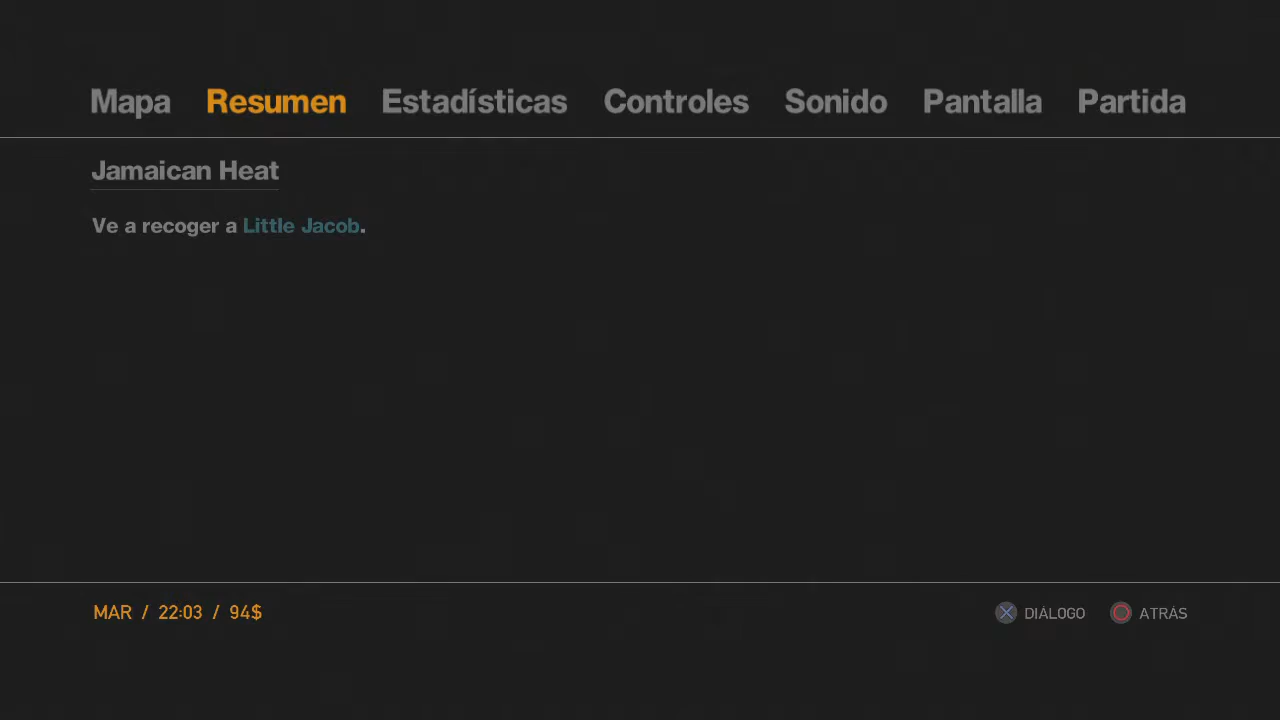 Mapa Resumen Estadísticas Controles Sonido Pantalla Partida
Jamaican Heat
Ve a recoger a Little Jacob.
MAR / 22:03 / 94$ DIÁLOGO ATRÁS